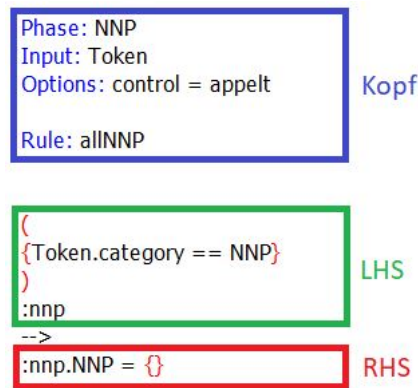 Phase: NNP
Input: Token
Options: control = appelt
Kopf
Rule: allNNP
(
{Token.category == NNP}
)
LHS
:nnp
-->
:nnp.NNP = {}
RHS